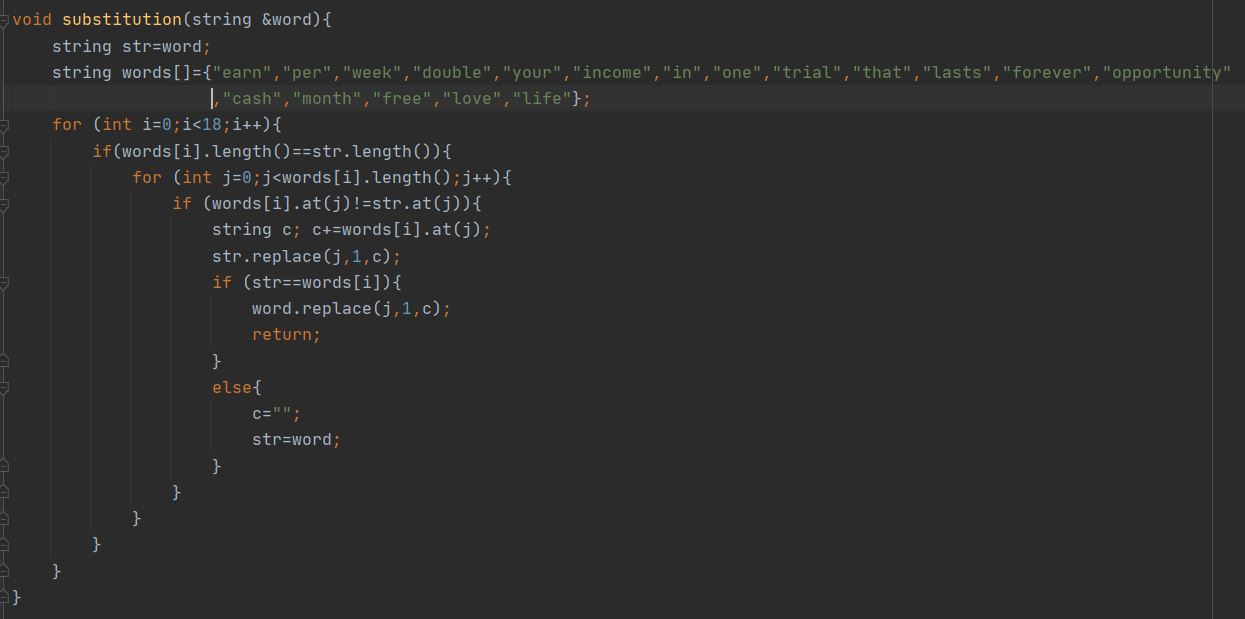 void substitution(string &word){
    string str=word;
    string words[]={"earn","per","week","double","your","income","in","one","trial","that","lasts","forever","opportunity"
                    ,"cash","month","free","love","life"};
    for (int i=0;i<18;i++){
        if(words[i].length()==str.length()){
            for (int j=0;j<words[i].length();j++){
                if (words[i].at(j)!=str.at(j)){
                    string c; c+=words[i].at(j);
                    str.replace(j,1,c);
                    if (str==words[i]){
                        word.replace(j,1,c);
                        return;
                    }
                    else{
                        c="";
                        str=word;
                    }
                }
            }
        }
    }
}